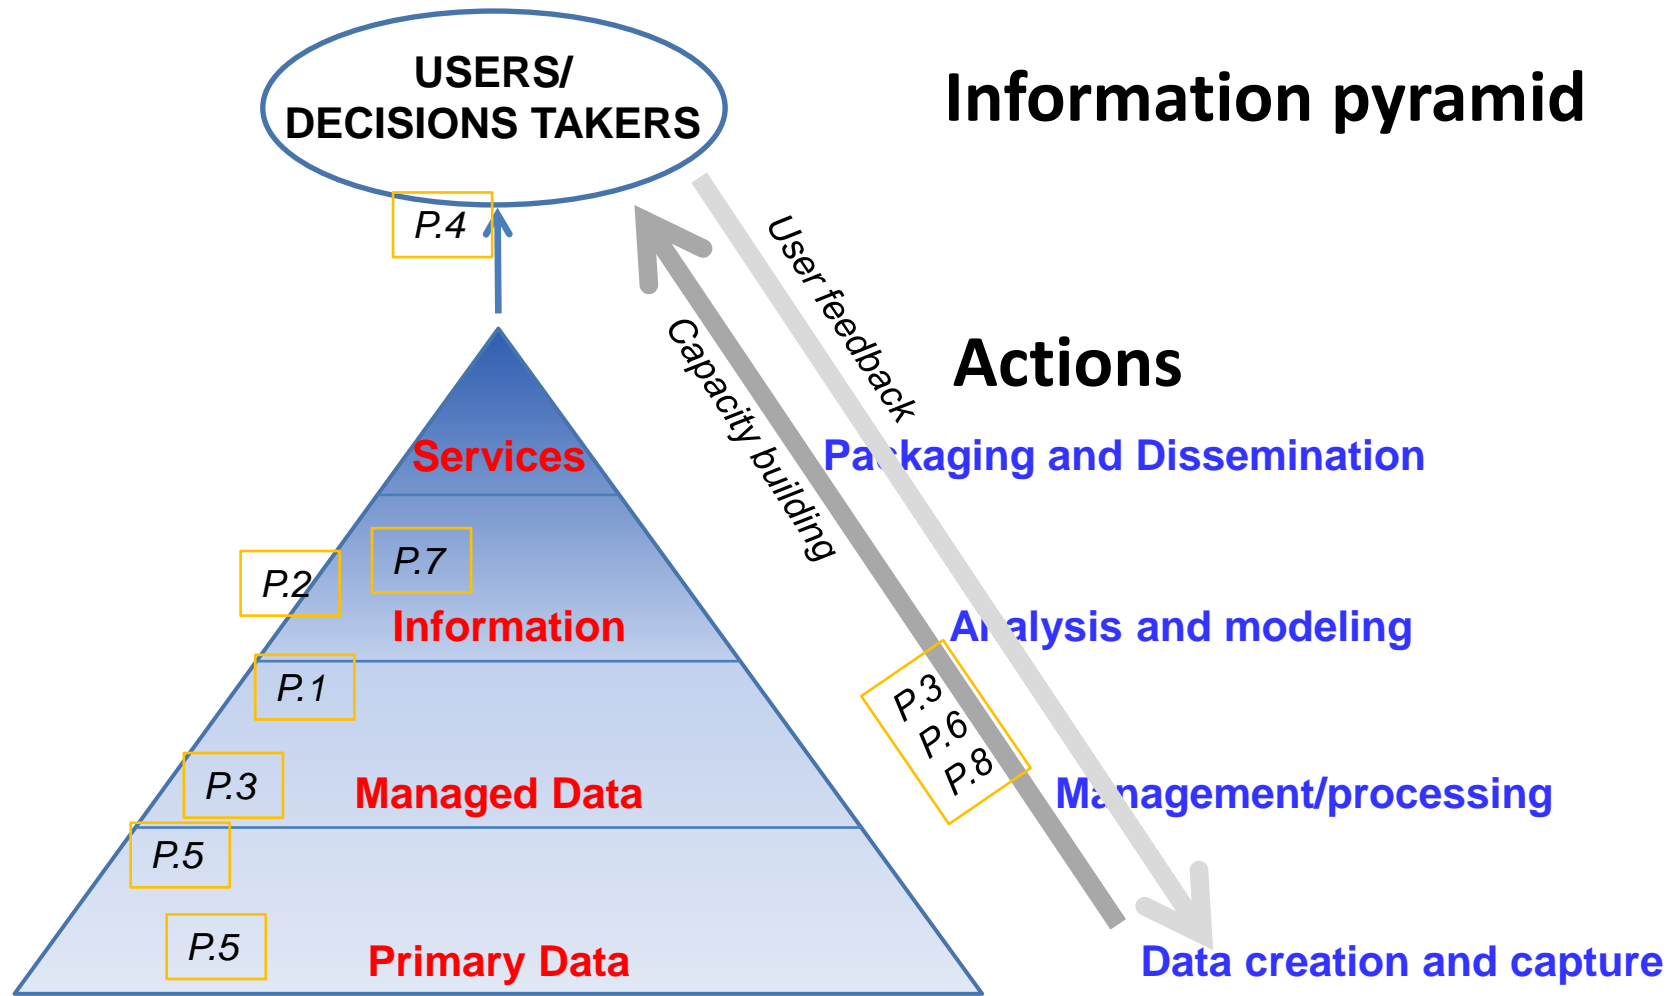 USERS/
DECISIONS TAKERS
Information pyramid
P.4
User feedback
Capacity building
Actions
Services
Packaging and Dissemination
P.7
P.2
Information
Analysis and modeling
P.1
P.3
P.6
P.8
P.3
Managed Data
Management/processing
P.5
P.5
Primary Data
Data creation and capture